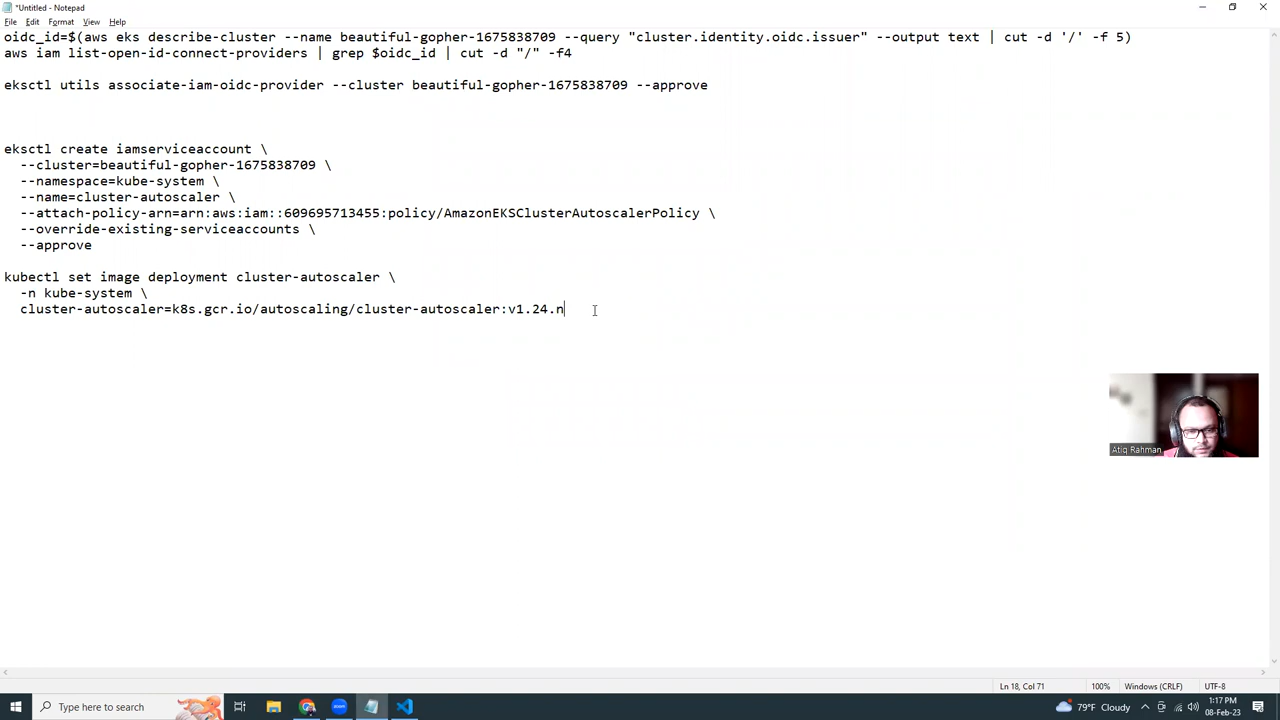 *Untitled - Notepad
File Edit Format View Help
oidc_id=$(aws eks describe-cluster --name beautiful-gopher-1675838709 --query "cluster.identity.oidc.issuer" --output text | cut -d '/' -f 5)
aws iam list-open-id-connect-providers | grep $oidc_id | cut -d "/" -f4
eksctl utils associate-iam-oidc-provider --cluster beautiful-gopher-1675838709 --approve
eksctl create iamserviceaccount \
--cluster=beautiful-gopher-1675838709 \
--namespace=kube-system \
--name=cluster-autoscaler \
--attach-policy-arn=arn:aws:iam::609695713455:policy/AmazonEKSClusterAutoscalerPolicy \
--override-existing-serviceaccounts \
--approve
kubectl set image deployment cluster-autoscaler \
-n kube-system \
cluster-autoscaler=k8s.gcr.io/autoscaling/cluster-autoscaler:v1.24.n
Atiq Rahman
Ln 18, Col 71 100% Windows (CRLF) UTF-8
Type here to search
79°F Cloudy
1:17 PM
08-Feb-23